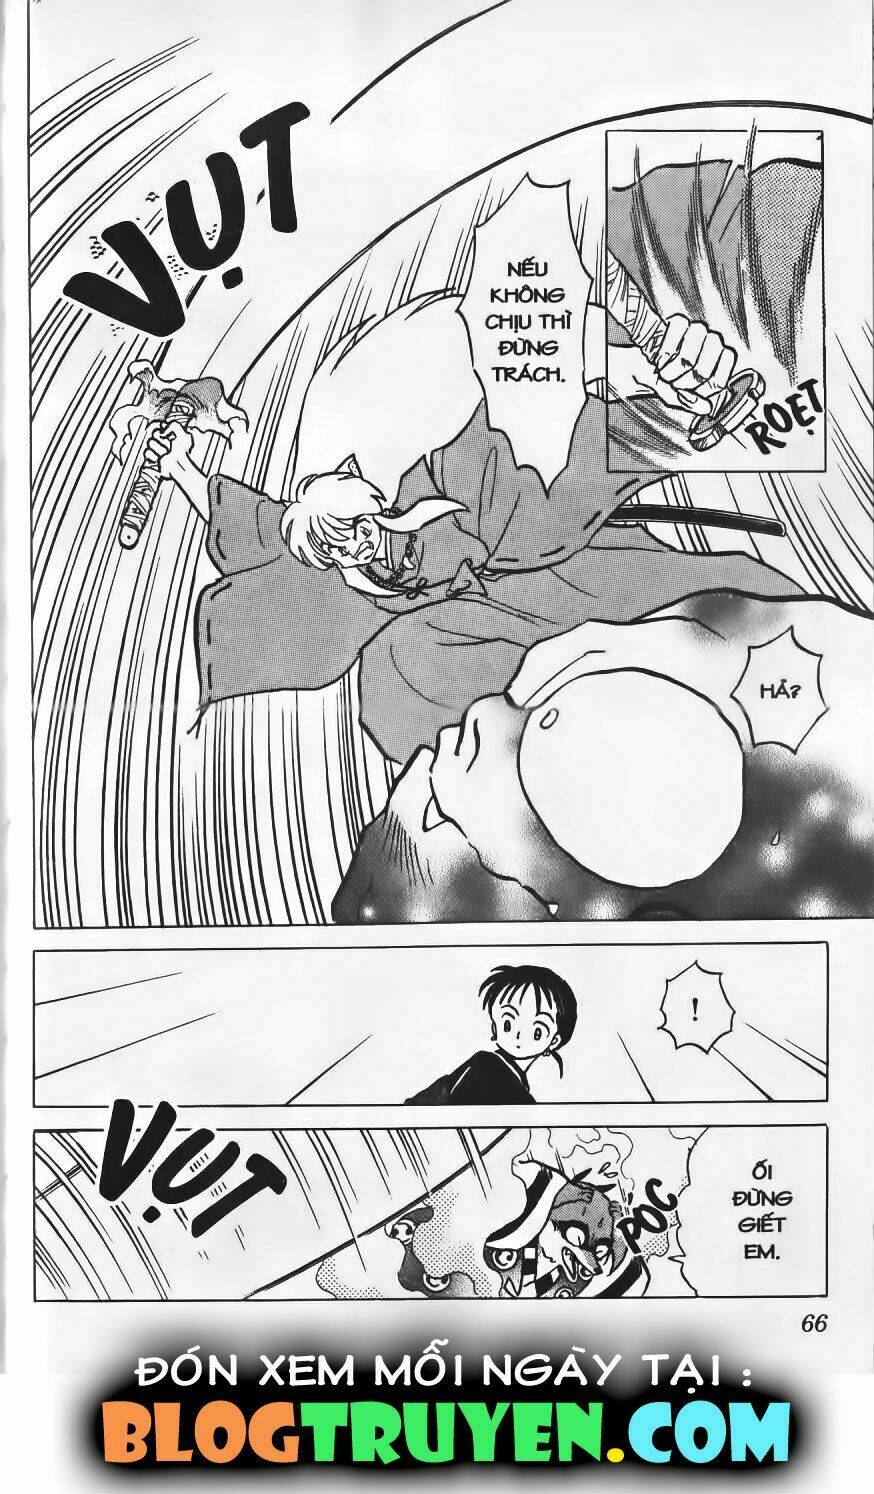 VỤT
NẾU
KHÔNG
CHỊU THÌ
ĐỪNG
TRÁCH.
ROẸT
HẢ?
!
VỤT
PÓC
ỐI
ĐỪNG
GIẾT
EM.
66
ĐÓN XEM MỖI NGÀY TẠI :
BLOGTRUYEN.COM